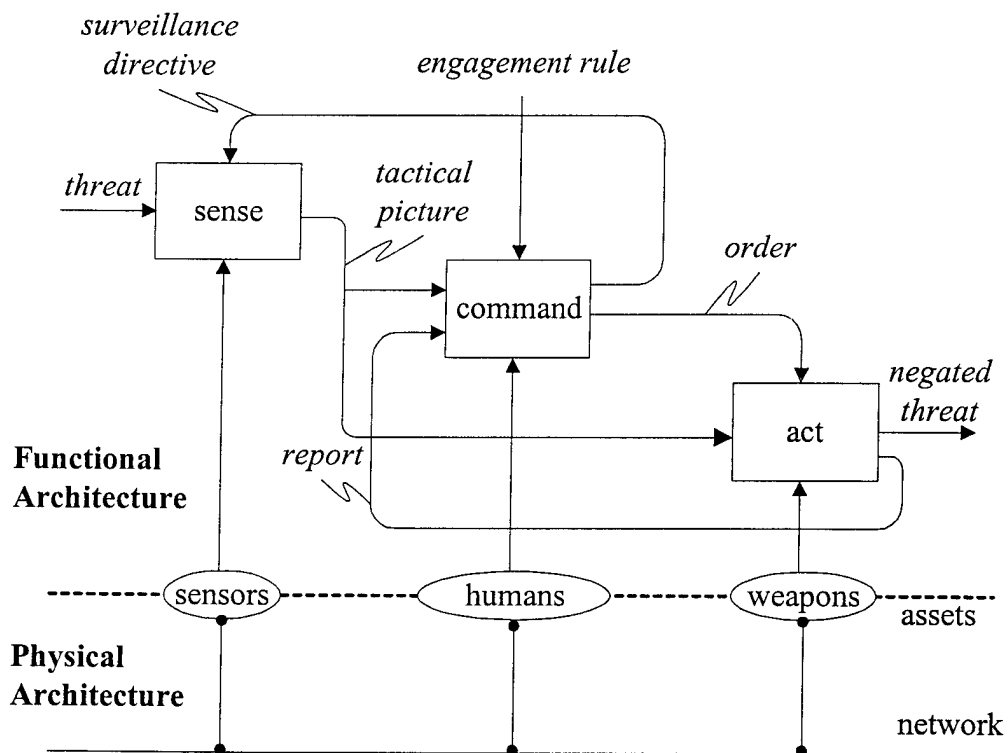 surveillance
directive
engagement rule
threat
sense
tactical
picture
command
order
negated
threat
act
Functional
Architecture
report
sensors
humans
weapons
assets
Physical
Architecture
network